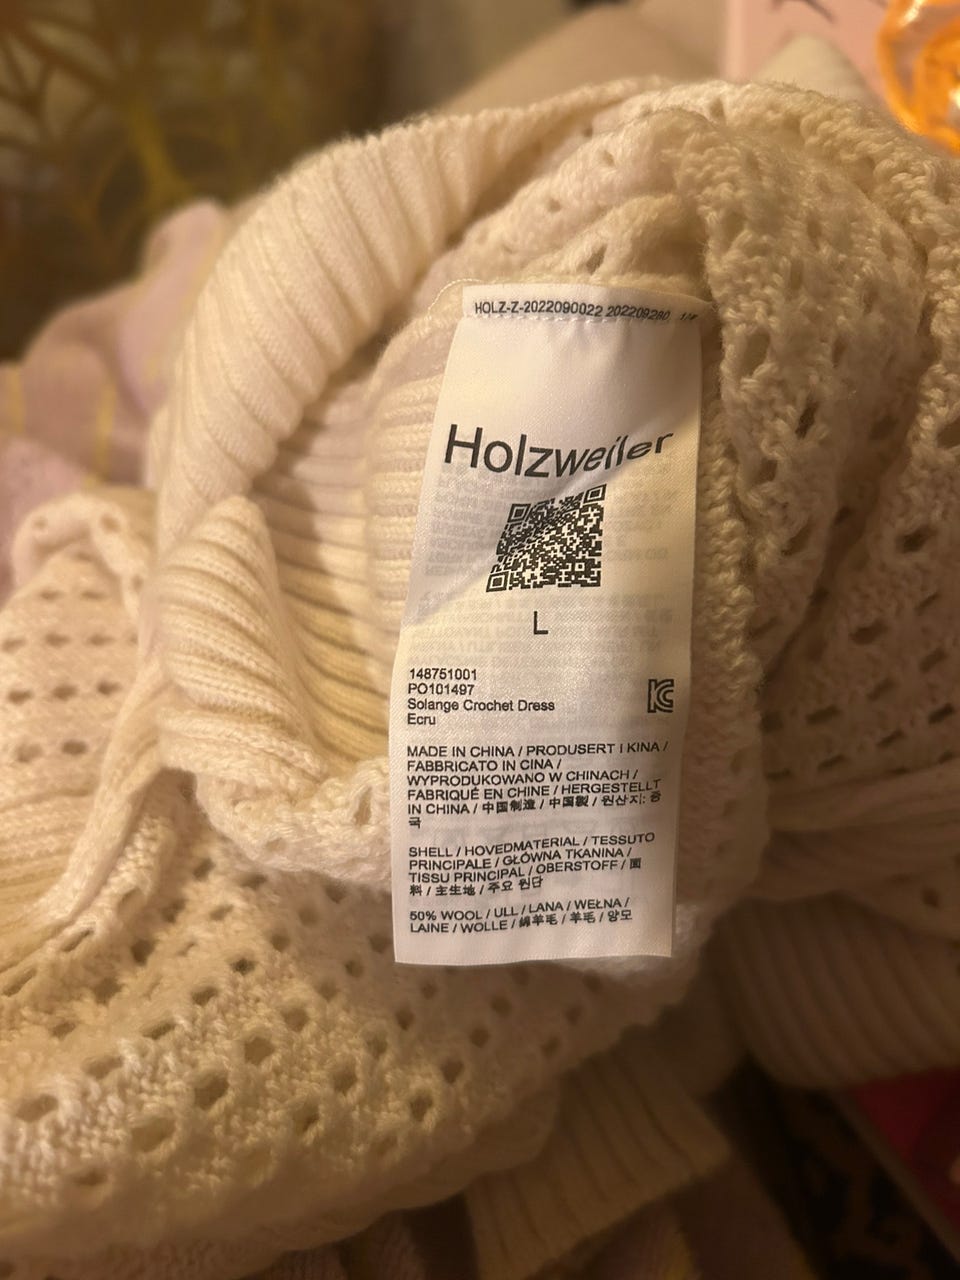 HOLZ-Z-2022090022 202209280
Holzweiler
L
148751001
PO101497
Solange Crochet Dress
Ecru
MADE IN CHINA / PRODUSERT I KINA /
FABBRICATO IN CINA /
WYPRODUKOWANO W CHINACH /
FABRIQUÉ EN CHINE / HERGESTELLT
IN CHINA / 中国制造 / 中国製 / 원산지: 중
국
SHELL / HOVEDMATERIAL / TESSUTO
PRINCIPALE / GŁÓWNA TKANINA /
TISSU PRINCIPAL / OBERSTOFF / 面
料 / 主生地 / 주요 원단
50% WOOL / ULL / LANA / WEŁNA /
LAINE / WOLLE / 綿羊毛 / 羊毛 / 양모